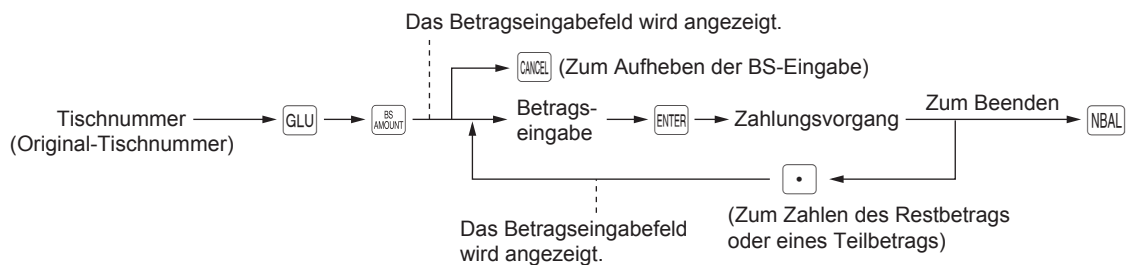 Das Betragseingabefeld wird angezeigt.
CANCEL (Zum Aufheben der BS-Eingabe)
Tischnummer
(Original-Tischnummer)
GLU
BS
AMOUNT
Betrags-
eingabe
ENTER
Zahlungsvorgang
Zum Beenden
NBAL
•
(Zum Zahlen des Restbetrags
oder eines Teilbetrags)
Das Betragseingabefeld
wird angezeigt.